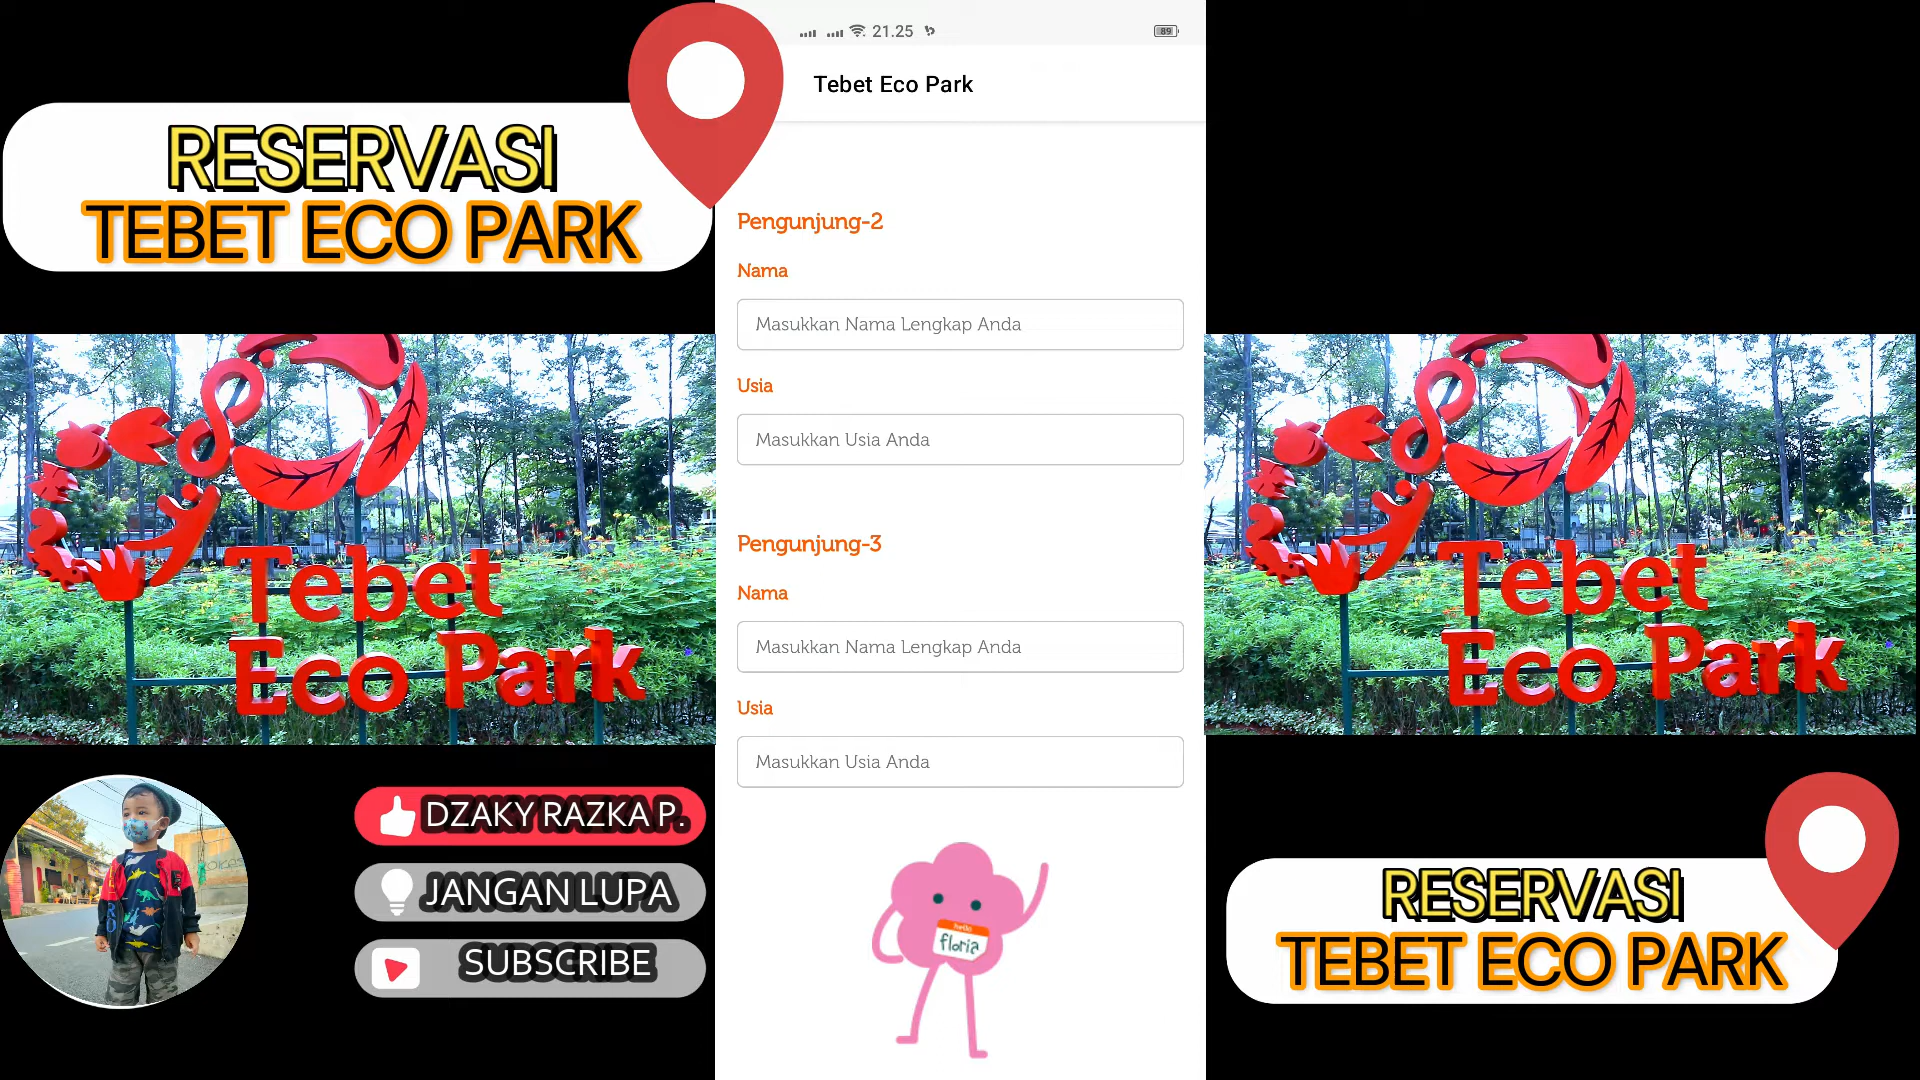 RESERVASI
TEBET ECO PARK
21.25
89
Tebet Eco Park
Pengunjung-2
Nama
Masukkan Nama Lengkap Anda
Usia
Masukkan Usia Anda
Pengunjung-3
Nama
Masukkan Nama Lengkap Anda
Usia
Masukkan Usia Anda
hello
floria
Tebet
Eco Park
Tebet
Eco Park
DZAKY RAZKA P.
JANGAN LUPA
SUBSCRIBE
RESERVASI
TEBET ECO PARK